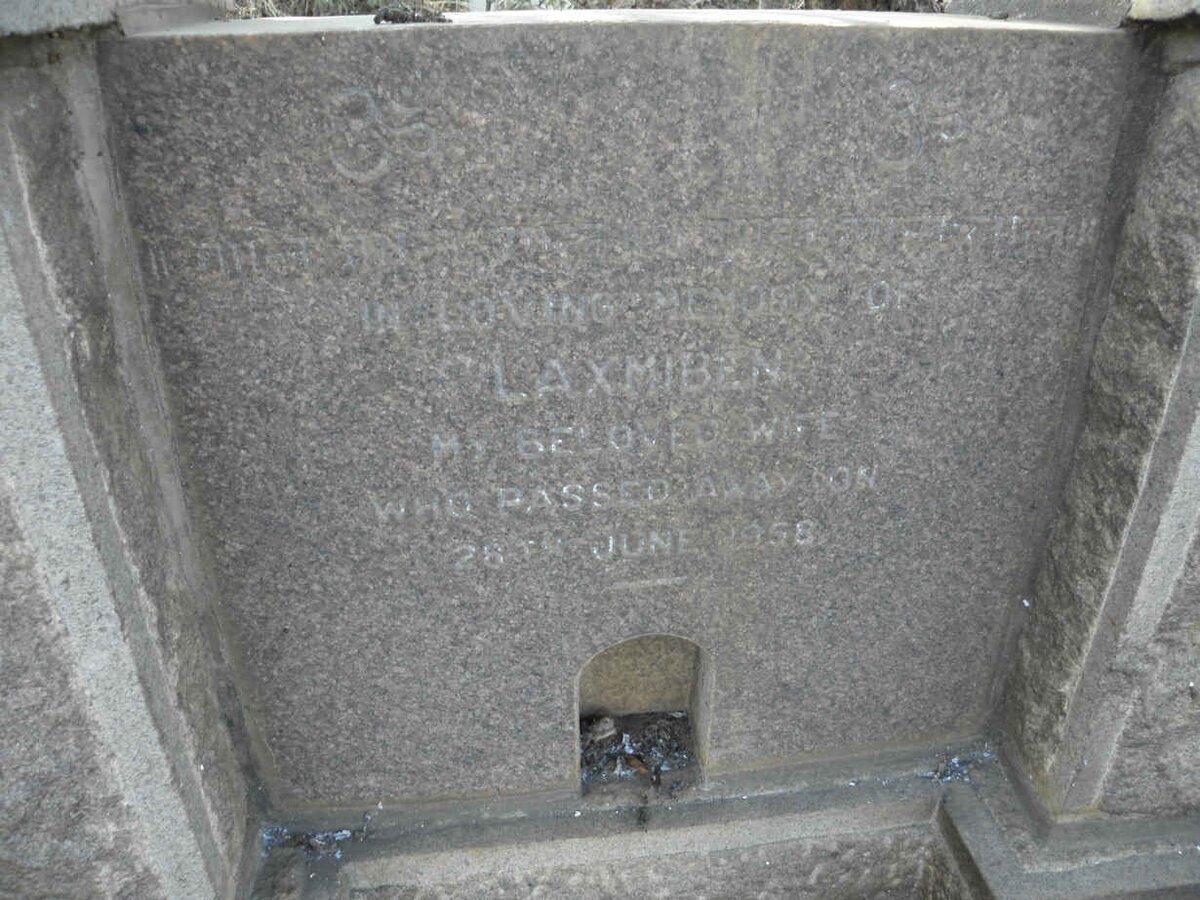 ૐ ૐ
IN LOVING MEMORY OF
LAXMIBEN
MY BELOVED WIFE
WHO PASSED AWAY ON
28TH JUNE 1958